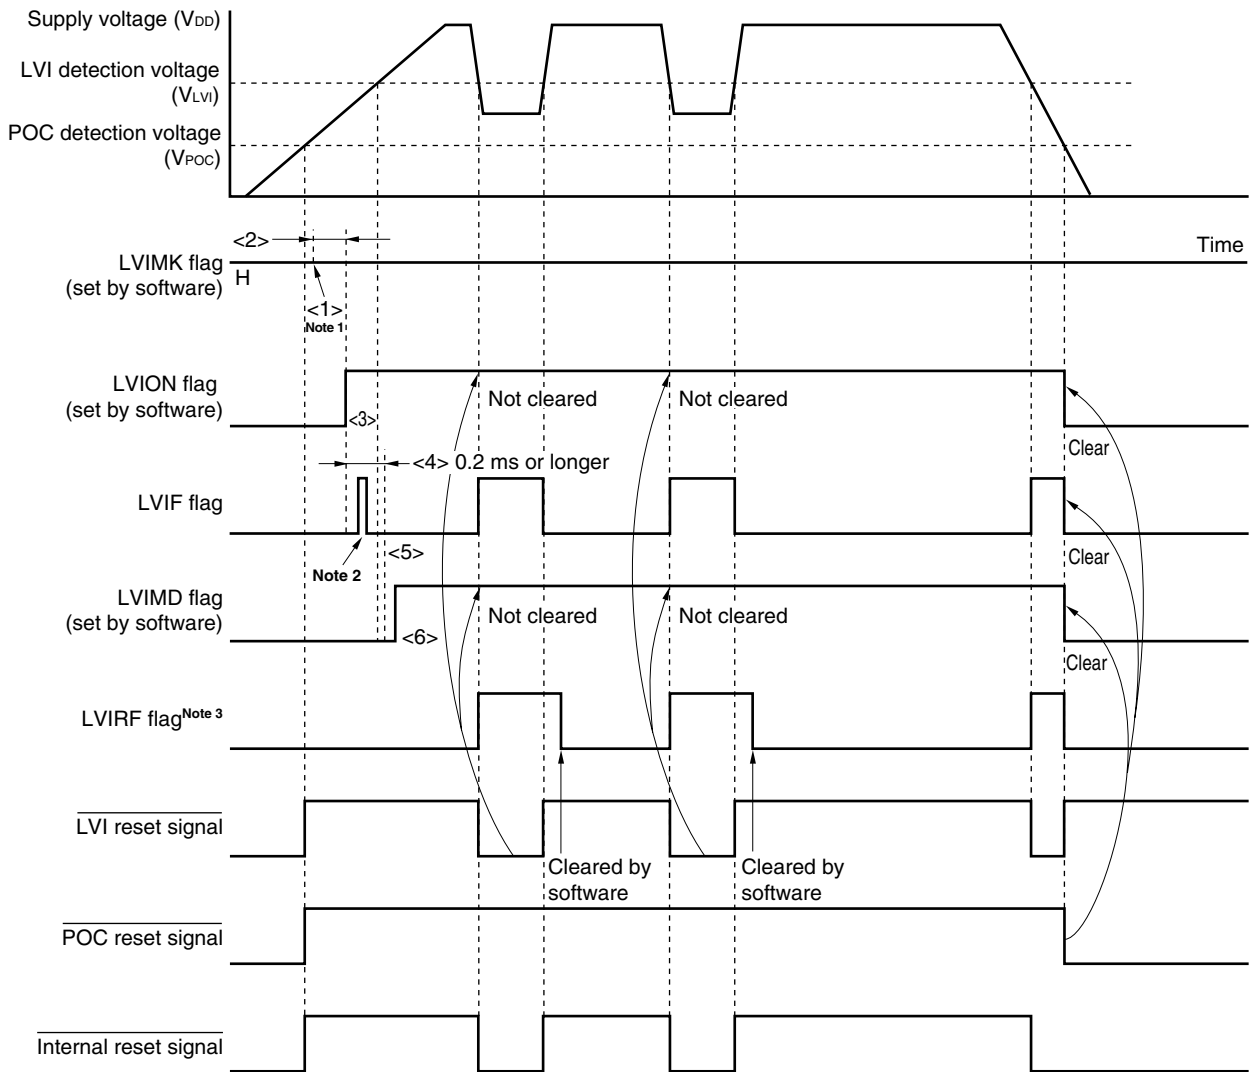 Supply voltage (VDD)
LVI detection voltage
(VLVI)
POC detection voltage
(VPOC)
<2>
Time
LVIMK flag
(set by software)
H
<1>
Note 1
LVION flag
(set by software)
Not cleared
Not cleared
<3>
Clear
<4> 0.2 ms or longer
LVIF flag
<5>
Note 2
Clear
LVIMD flag
(set by software)
Not cleared
Not cleared
<6>
Clear
LVIRF flag Note 3
LVI reset signal
Cleared by
software
Cleared by
software
POC reset signal
Internal reset signal